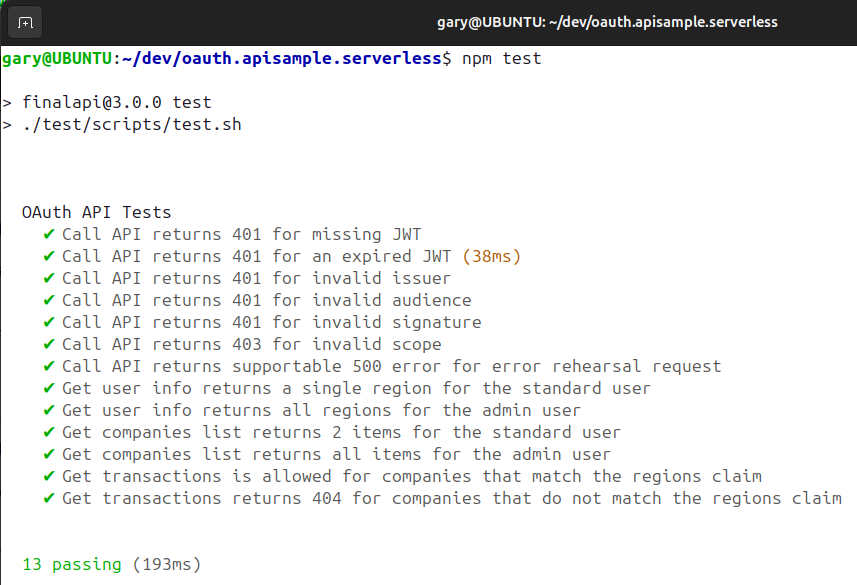 gary@UBUNTU: ~/dev/oauth.apisample.serverless
gary@UBUNTU:~/dev/oauth.apisample.serverless$ npm test
> finalapi@3.0.0 test
> ./test/scripts/test.sh
OAuth API Tests
✔ Call API returns 401 for missing JWT
✔ Call API returns 401 for an expired JWT (38ms)
✔ Call API returns 401 for invalid issuer
✔ Call API returns 401 for invalid audience
✔ Call API returns 401 for invalid signature
✔ Call API returns 403 for invalid scope
✔ Call API returns supportable 500 error for error rehearsal request
✔ Get user info returns a single region for the standard user
✔ Get user info returns all regions for the admin user
✔ Get companies list returns 2 items for the standard user
✔ Get companies list returns all items for the admin user
✔ Get transactions is allowed for companies that match the regions claim
✔ Get transactions returns 404 for companies that do not match the regions claim
13 passing (193ms)